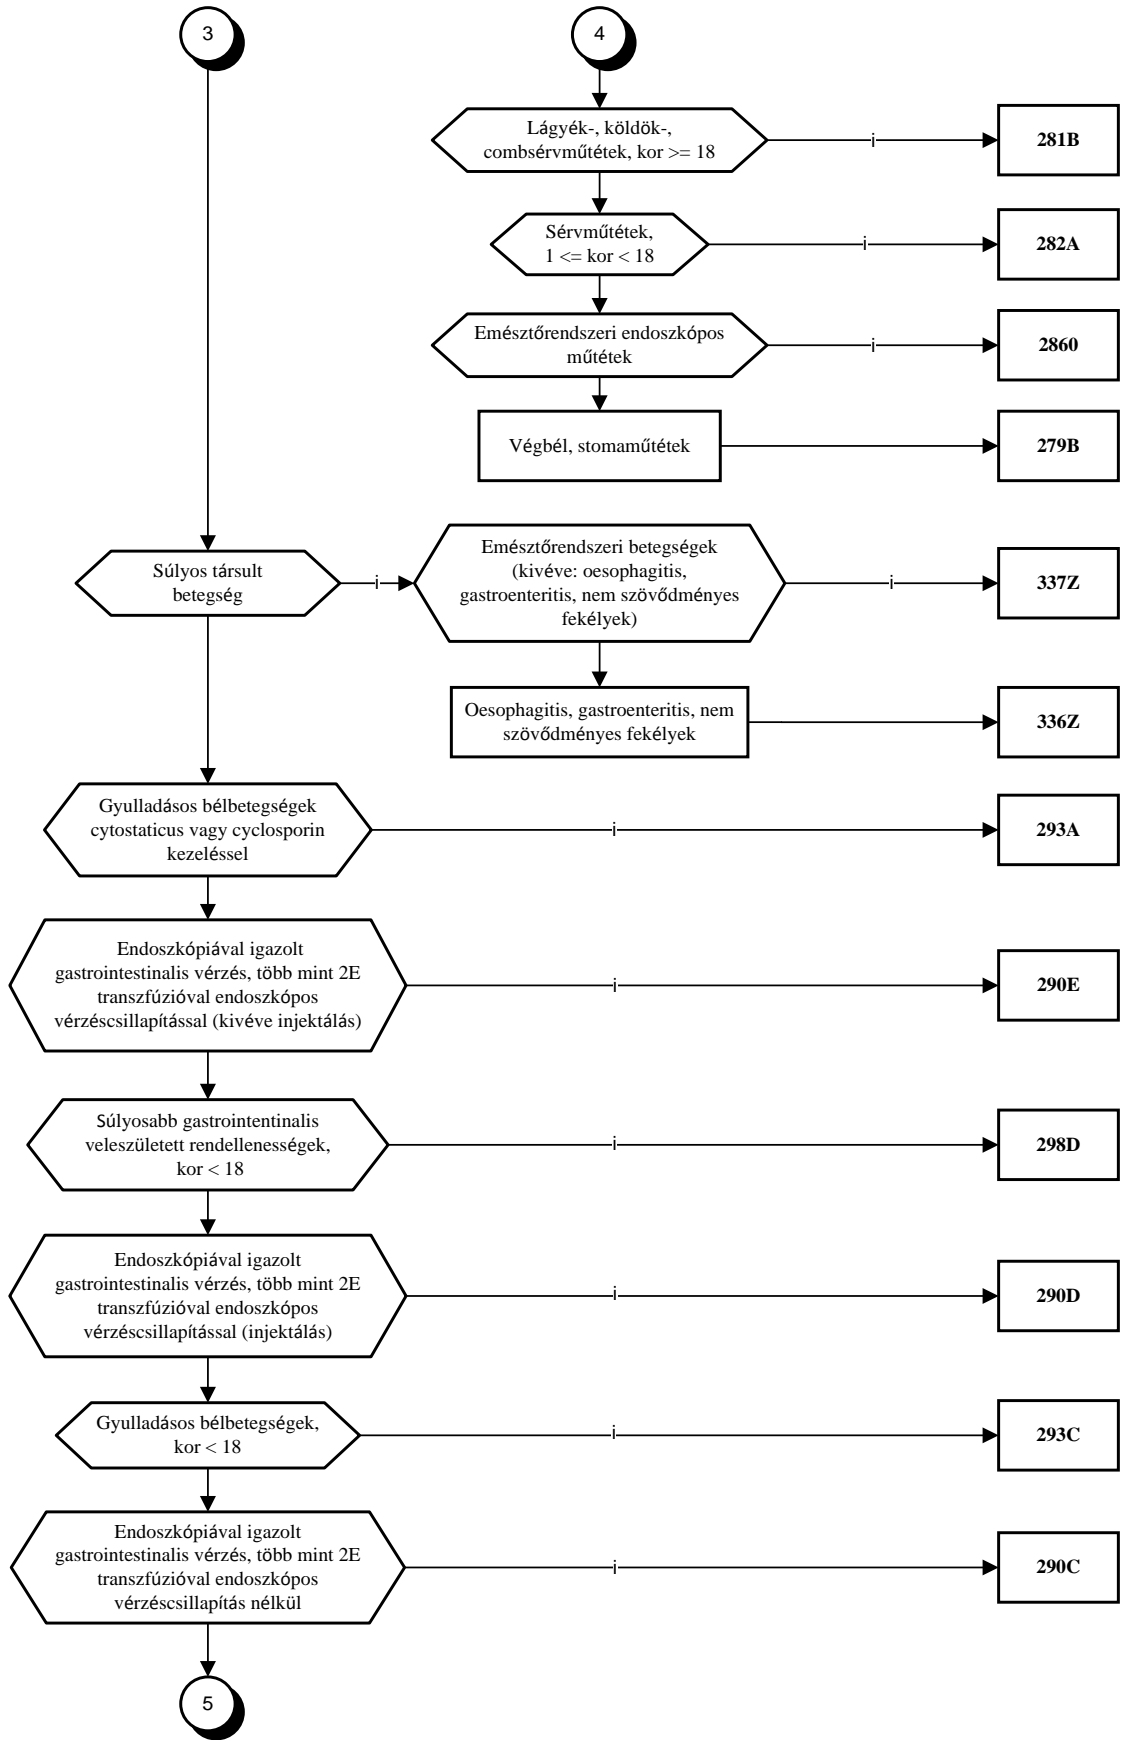 3
4
Lágyék-, köldök-,
combsérvműtétek, kor >= 18
i
281B
Sérvműtétek,
1 <= kor < 18
i
282A
Emésztőrendszeri endoszkópos
műtétek
i
2860
Végbél, stomaműtétek
279B
Súlyos társult
betegség
i
Emésztőrendszeri betegségek
(kivéve: oesophagitis,
gastroenteritis, nem szövődményes
fekélyek)
i
337Z
Oesophagitis, gastroenteritis, nem
szövődményes fekélyek
336Z
Gyulladásos bélbetegségek
cytostaticus vagy cyclosporin
kezeléssel
i
293A
Endoszkópiával igazolt
gastrointestinalis vérzés, több mint 2E
transzfúzióval endoszkópos
vérzéscsillapítással (kivéve injektálás)
i
290E
Súlyosabb gastrointentinalis
veleszületett rendellenességek,
kor < 18
i
298D
Endoszkópiával igazolt
gastrointestinalis vérzés, több mint 2E
transzfúzióval endoszkópos
vérzéscsillapítással (injektálás)
i
290D
Gyulladásos bélbetegségek,
kor < 18
i
293C
Endoszkópiával igazolt
gastrointestinalis vérzés, több mint 2E
transzfúzióval endoszkópos
vérzéscsillapítás nélkül
i
290C
5